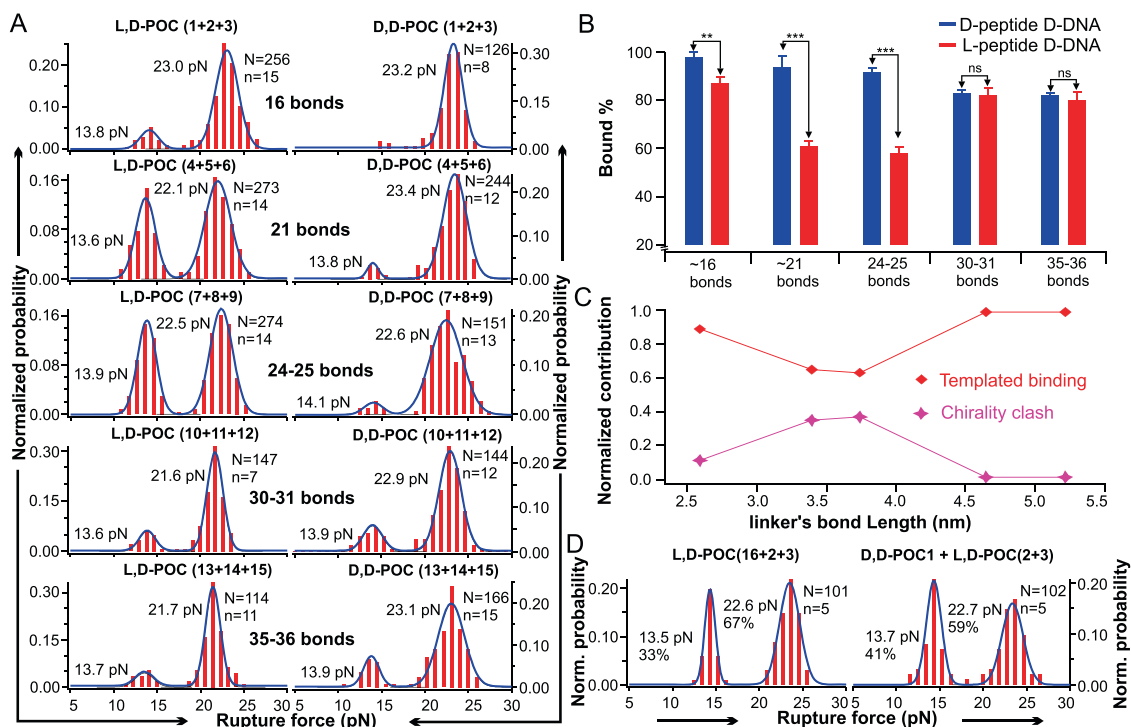 A
L,D-POC (1+2+3)
D,D-POC (1+2+3)
0.20
0.10
0.00
23.0 pN
N=256
n=15
13.8 pN
16 bonds
23.2 pN
N=126
n=8
0.30
0.15
0.00
L,D-POC (4+5+6)
D,D-POC (4+5+6)
0.16
0.08
0.00
22.1 pN
N=273
n=14
13.6 pN
21 bonds
23.4 pN
N=244
n=12
13.8 pN
0.20
0.10
0.00
L,D-POC (7+8+9)
D,D-POC (7+8+9)
0.16
0.08
0.00
22.5 pN
N=274
n=14
13.9 pN
24-25 bonds
22.6 pN
N=151
n=13
14.1 pN
0.20
0.10
0.00
L,D-POC (10+11+12)
D,D-POC (10+11+12)
0.30
0.15
0.00
21.6 pN
N=147
n=7
13.6 pN
30-31 bonds
22.9 pN
N=144
n=12
13.9 pN
0.20
0.10
0.00
L,D-POC (13+14+15)
D,D-POC (13+14+15)
0.30
0.15
0.00
21.7 pN
N=114
n=11
13.7 pN
35-36 bonds
23.1 pN
N=166
n=15
13.9 pN
0.20
0.10
0.00
5 10 15 20 25 30
5 10 15 20 25 30
Rupture force (pN)
Normalized probability
Normalized probability
B
D-peptide D-DNA
L-peptide D-DNA
Bound %
100
80
60
40
20
**
***
***
ns
ns
~16 bonds
~21 bonds
24-25 bonds
30-31 bonds
35-36 bonds
C
Normalized contribution
1.0
0.8
0.6
0.4
0.2
0.0
Templated binding
Chirality clash
2.5 3.0 3.5 4.0 4.5 5.0 5.5
linker's bond Length (nm)
D
L,D-POC(16+2+3)
D,D-POC1 + L,D-POC(2+3)
Norm. probability
0.20
0.10
0.00
13.5 pN
33%
22.6 pN
67%
N=101
n=5
13.7 pN
41%
22.7 pN
59%
N=102
n=5
0.20
0.10
0.00
Norm. probability
5 10 15 20 25 30
5 10 15 20 25 30
Rupture force (pN)